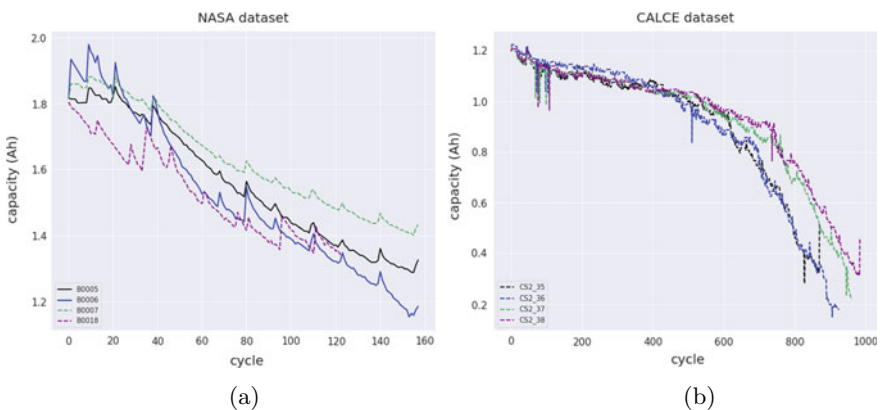 NASA dataset
capacity (Ah)
2.0
1.8
1.6
1.4
1.2
B0005
B0006
B0007
B0018
0 20 40 60 80 100 120 140 160
cycle
(a)
CALCE dataset
capacity (Ah)
1.2
1.0
0.8
0.6
0.4
0.2
CS2_35
CS2_36
CS2_37
CS2_38
0 200 400 600 800 1000
cycle
(b)